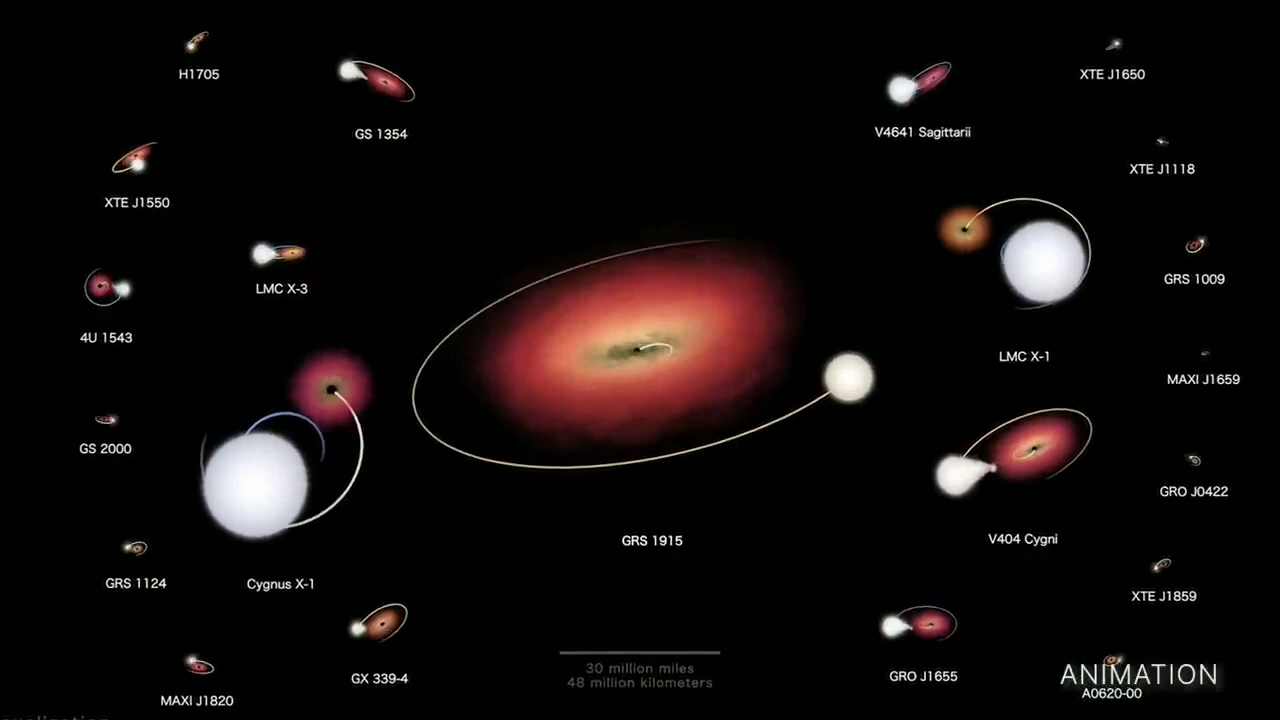 H1705
GS 1354
V4641 Sagittarii
XTE J1650
XTE J1118
XTE J1550
LMC X-3
GRS 1009
4U 1543
LMC X-1
MAXI J1659
GS 2000
GRO J0422
GRS 1915
V404 Cygni
GRS 1124
Cygnus X-1
XTE J1859
30 million miles
48 million kilometers
GX 339-4
GRO J1655
ANIMATION
A0620-00
MAXI J1820